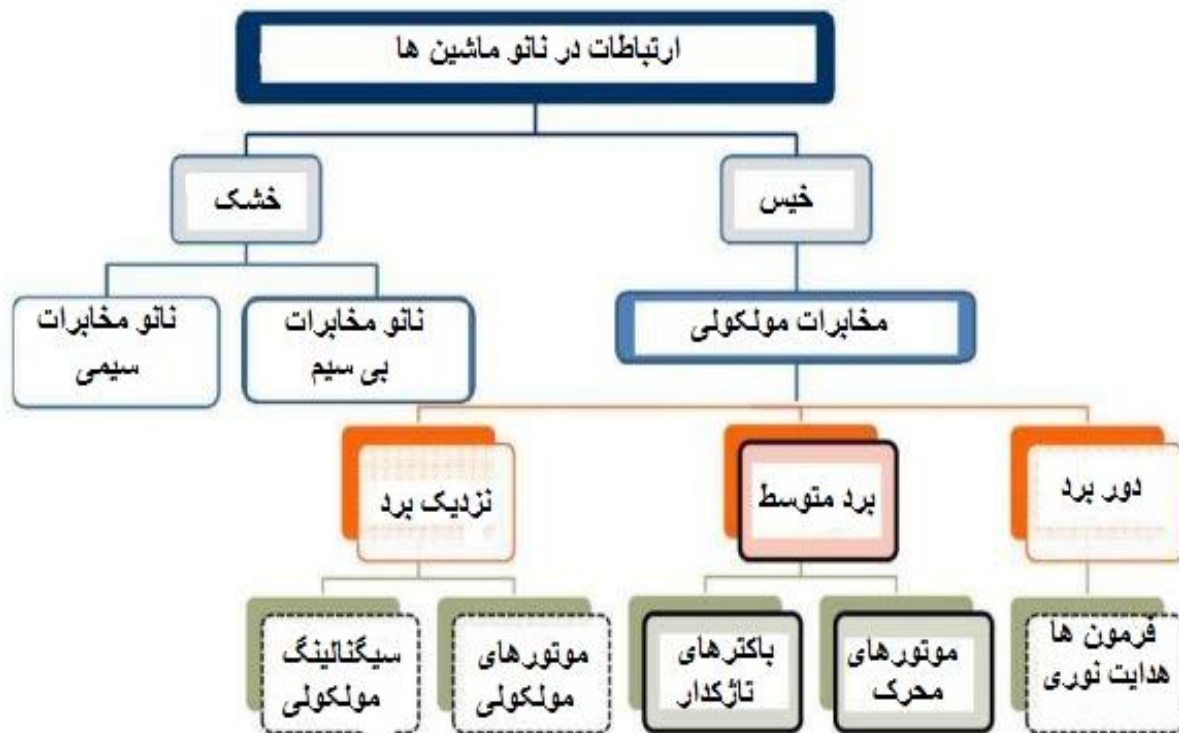 ارتباطات در نانو ماشین ها
خیس
خشک
مخابرات مولکولی
نانو مخابرات
بی سیم
نانو مخابرات
سیمی
دور برد
برد متوسط
نزدیک برد
فرمون ها
هدایت نوری
موتورهای
محرک
باکترهای
تاژکدار
موتورهای
مولکولی
سیگنالینگ
مولکولی